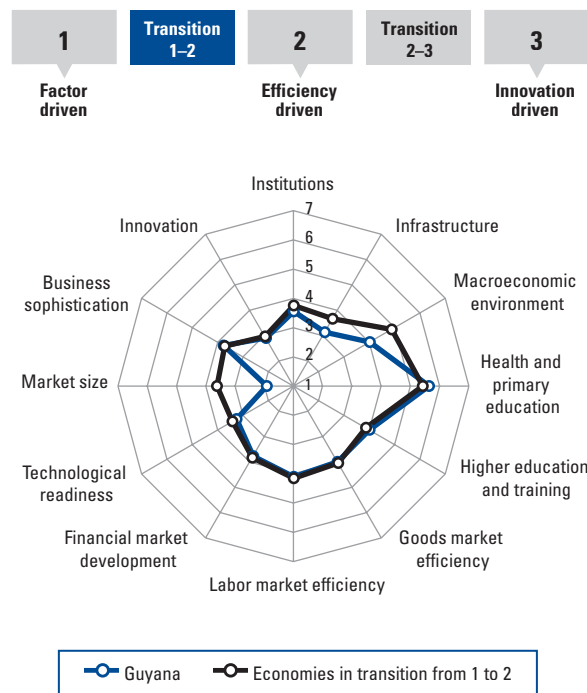 1
Transition
1–2
2
Transition
2–3
3
Factor
driven
Efficiency
driven
Innovation
driven
Institutions
Innovation
Infrastructure
Business
sophistication
Macroeconomic
environment
Market size
Health and
primary
education
Technological
readiness
Higher education
and training
Financial market
development
Goods market
efficiency
Labor market efficiency
7
6
5
4
3
2
1
Guyana
Economies in transition from 1 to 2